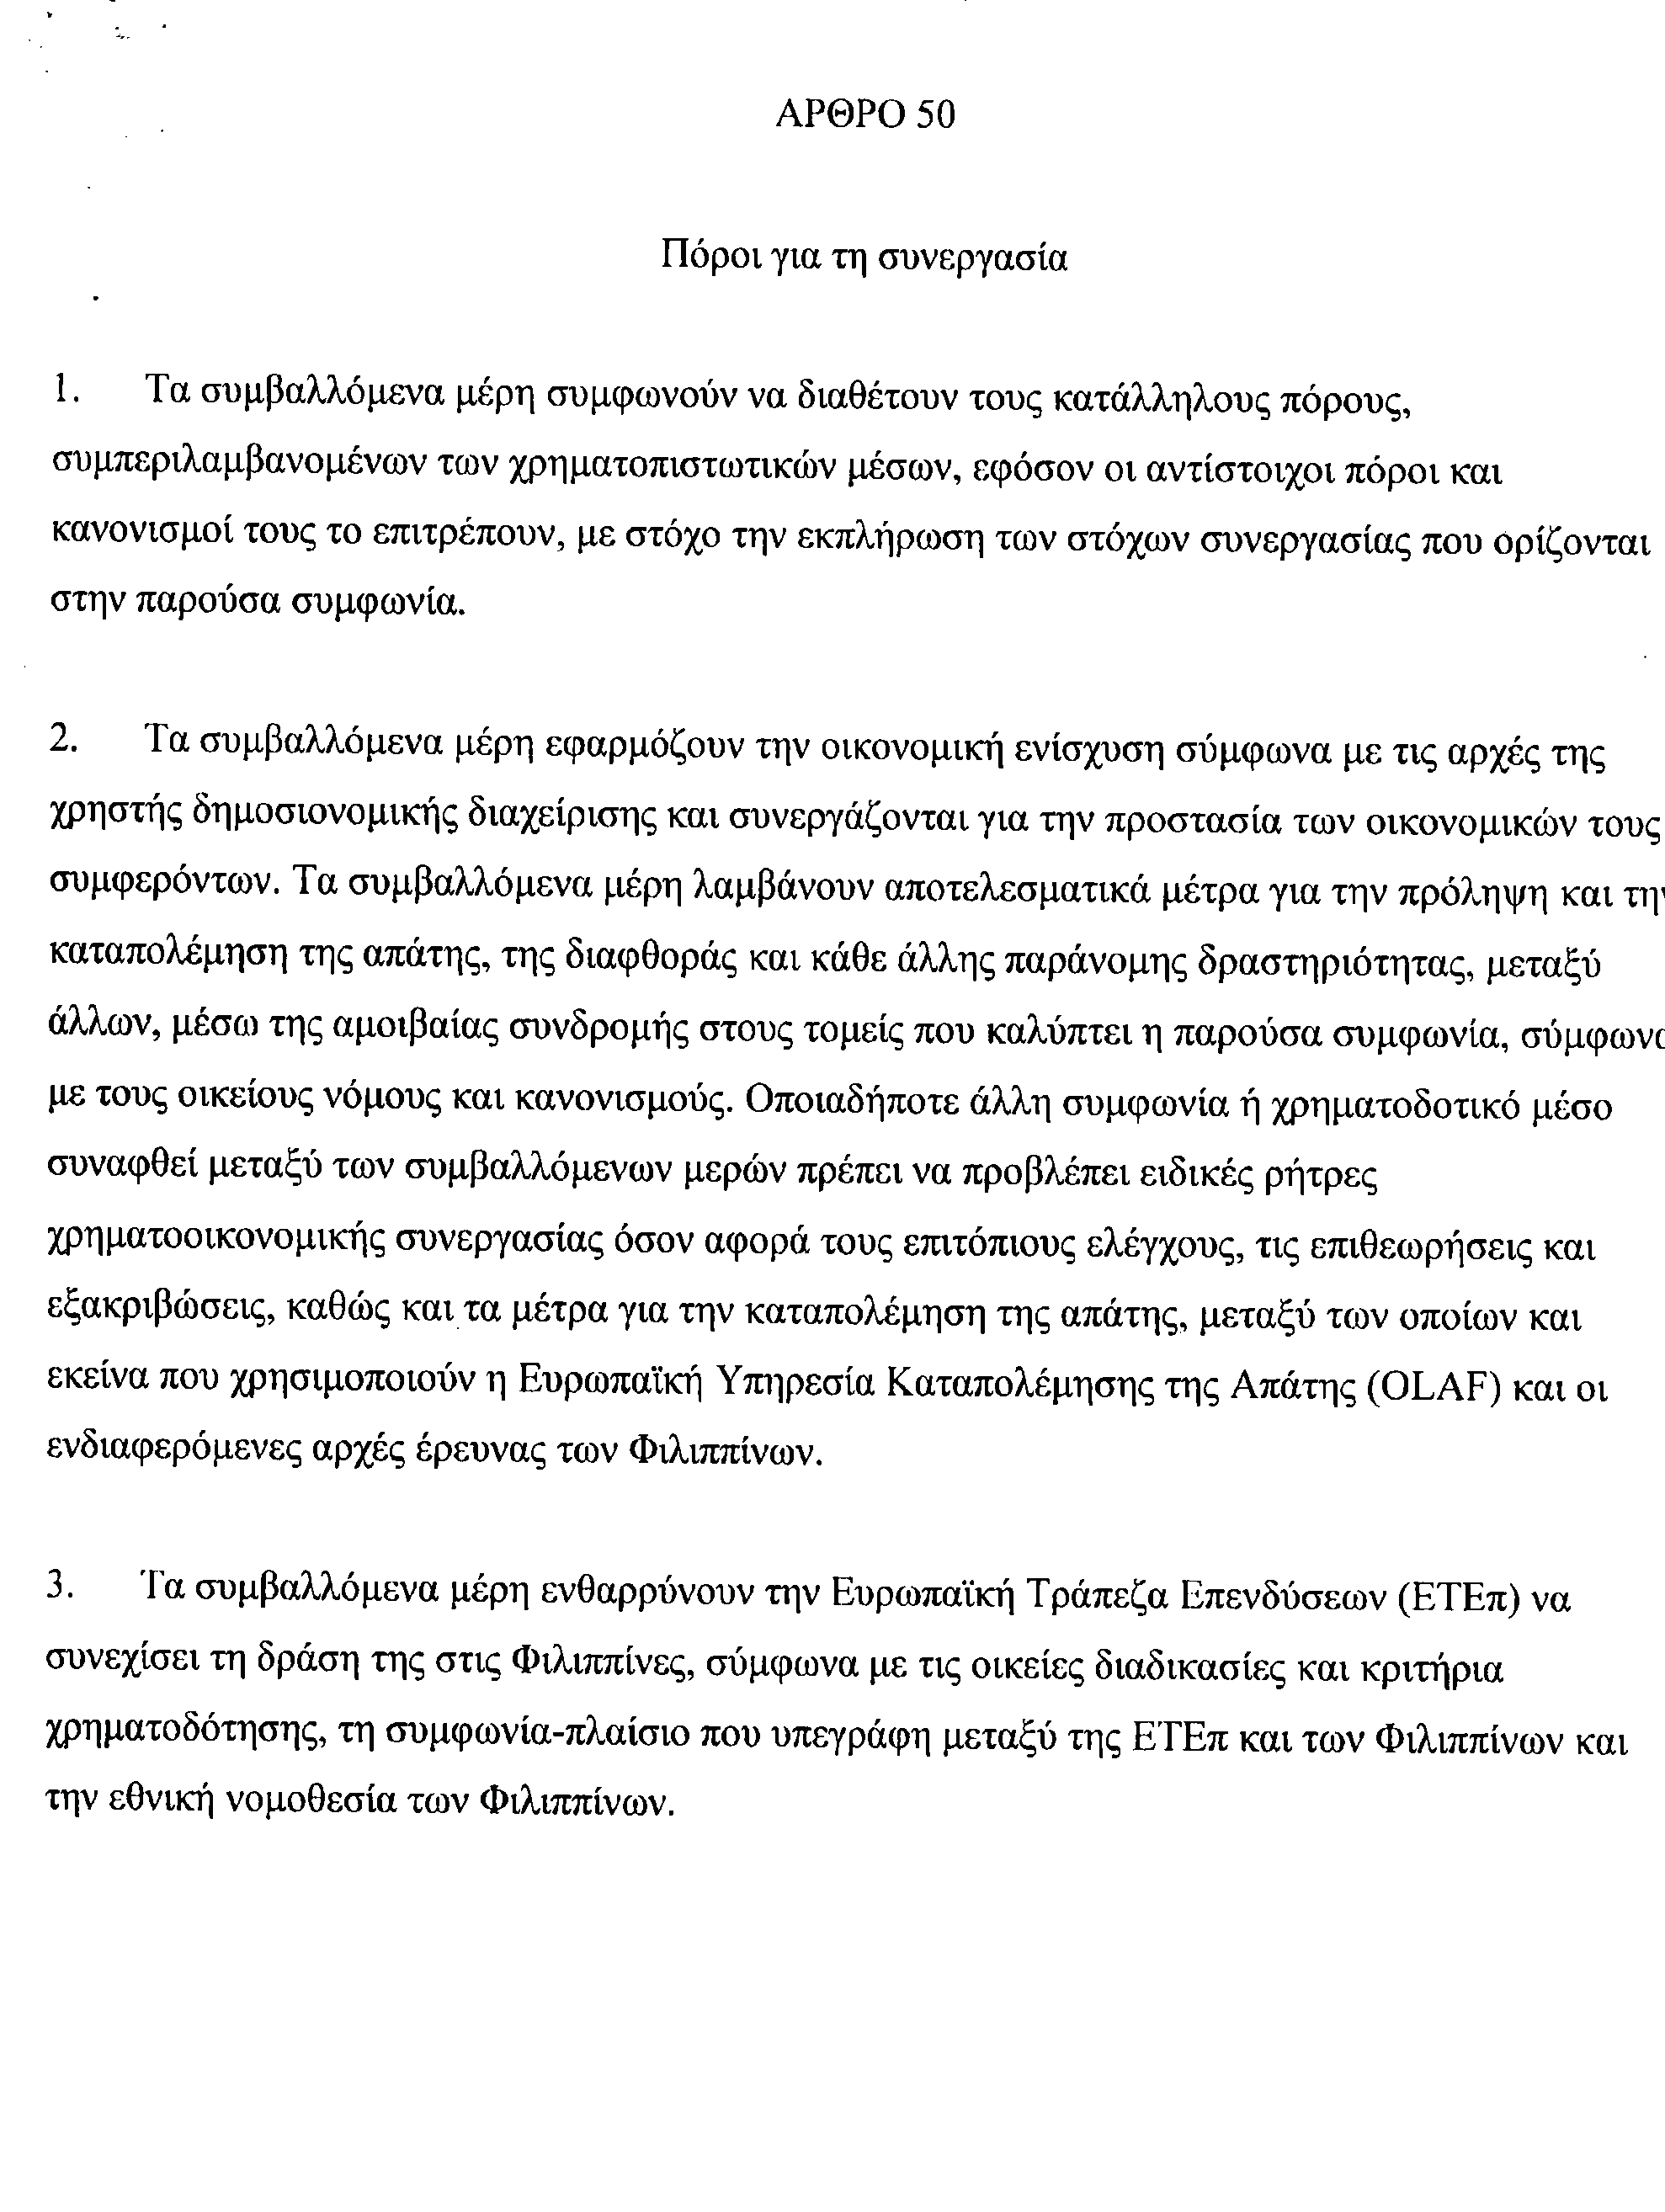 ΑΡΘΡΟ 50
Πόροι για τη συνεργασία
1. Τα συμβαλλόμενα μέρη συμφωνούν να διαθέτουν τους κατάλληλους πόρους,
συμπεριλαμβανομένων των χρηματοπιστωτικών μέσων, εφόσον οι αντίστοιχοι πόροι και
κανονισμοί τους το επιτρέπουν, με στόχο την εκπλήρωση των στόχων συνεργασίας που ορίζονται
στην παρούσα συμφωνία.
2. Τα συμβαλλόμενα μέρη εφαρμόζουν την οικονομική ενίσχυση σύμφωνα με τις αρχές της
χρηστής δημοσιονομικής διαχείρισης και συνεργάζονται για την προστασία των οικονομικών τους
συμφερόντων. Τα συμβαλλόμενα μέρη λαμβάνουν αποτελεσματικά μέτρα για την πρόληψη και την
καταπολέμηση της απάτης, της διαφθοράς και κάθε άλλης παράνομης δραστηριότητας, μεταξύ
άλλων, μέσω της αμοιβαίας συνδρομής στους τομείς που καλύπτει η παρούσα συμφωνία, σύμφωνα
με τους οικείους νόμους και κανονισμούς. Οποιαδήποτε άλλη συμφωνία ή χρηματοδοτικό μέσο
συναφθεί μεταξύ των συμβαλλόμενων μερών πρέπει να προβλέπει ειδικές ρήτρες
χρηματοοικονομικής συνεργασίας όσον αφορά τους επιτόπιους ελέγχους, τις επιθεωρήσεις και
εξακριβώσεις, καθώς και τα μέτρα για την καταπολέμηση της απάτης, μεταξύ των οποίων και
εκείνα που χρησιμοποιούν η Ευρωπαϊκή Υπηρεσία Καταπολέμησης της Απάτης (OLAF) και οι
ενδιαφερόμενες αρχές έρευνας των Φιλιππίνων.
3. Τα συμβαλλόμενα μέρη ενθαρρύνουν την Ευρωπαϊκή Τράπεζα Επενδύσεων (ΕΤΕπ) να
συνεχίσει τη δράση της στις Φιλιππίνες, σύμφωνα με τις οικείες διαδικασίες και κριτήρια
χρηματοδότησης, τη συμφωνία-πλαίσιο που υπεγράφη μεταξύ της ΕΤΕπ και των Φιλιππίνων και
την εθνική νομοθεσία των Φιλιππίνων.